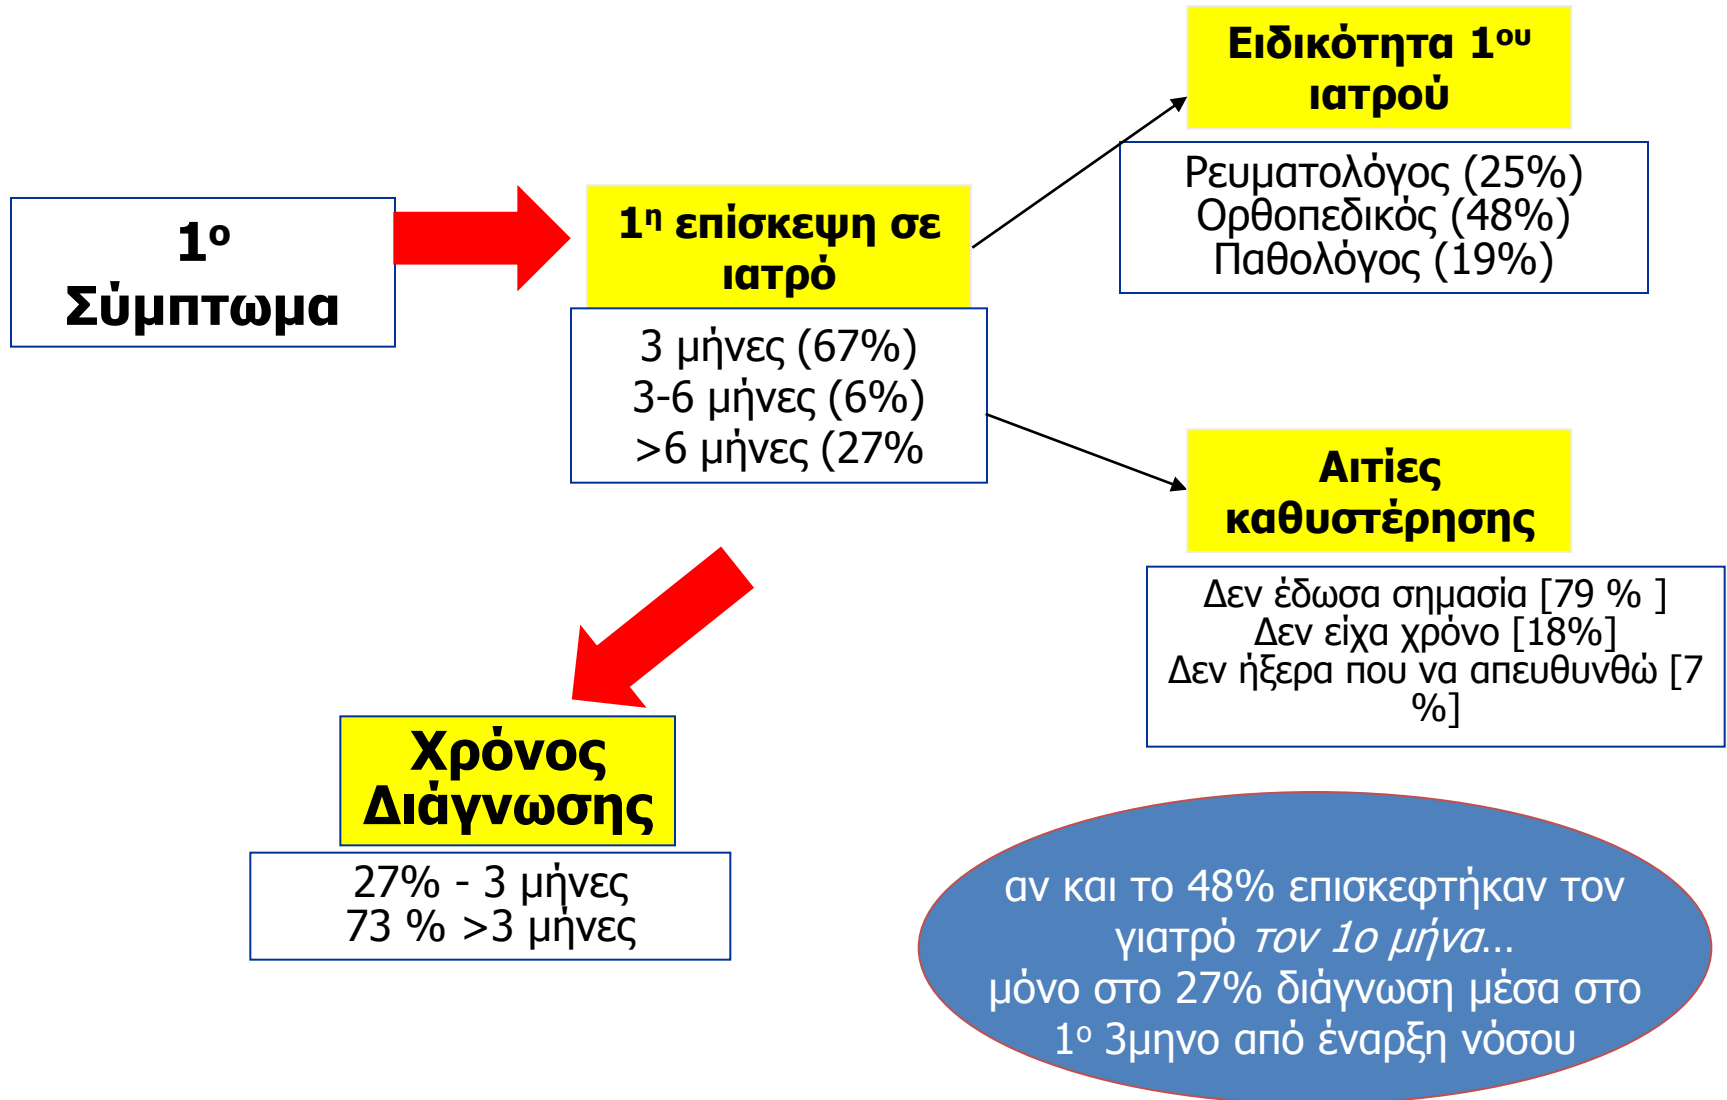 1ο
Σύμπτωμα
1η επίσκεψη σε
ιατρό
3 μήνες (67%)
3-6 μήνες (6%)
>6 μήνες (27%
Ειδικότητα 1ου
ιατρού
Ρευματολόγος (25%)
Ορθοπεδικός (48%)
Παθολόγος (19%)
Αιτίες
καθυστέρησης
Δεν έδωσα σημασία [79 % ]
Δεν είχα χρόνο [18%]
Δεν ήξερα που να απευθυνθώ [7
%]
Χρόνος
Διάγνωσης
27% - 3 μήνες
73 % >3 μήνες
αν και το 48% επισκεφτήκαν τον
γιατρό τον 1ο μήνα…
μόνο στο 27% διάγνωση μέσα στο
1ο 3μηνο από έναρξη νόσου